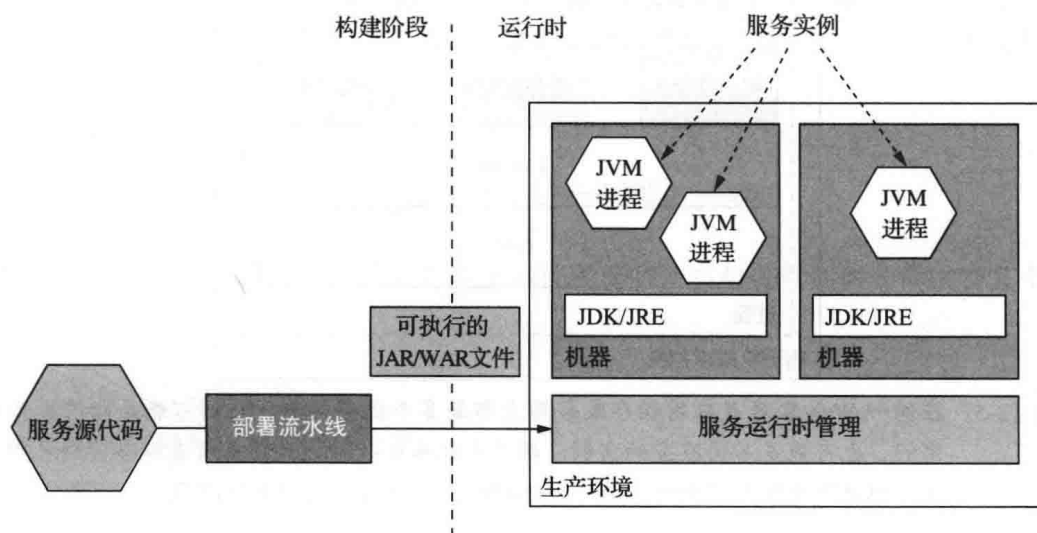 构建阶段
运行时
服务实例
JVM
进程
JVM
进程
JVM
进程
JDK/JRE
机器
JDK/JRE
机器
可执行的
JAR/WAR文件
服务源代码
部署流水线
服务运行时管理
生产环境